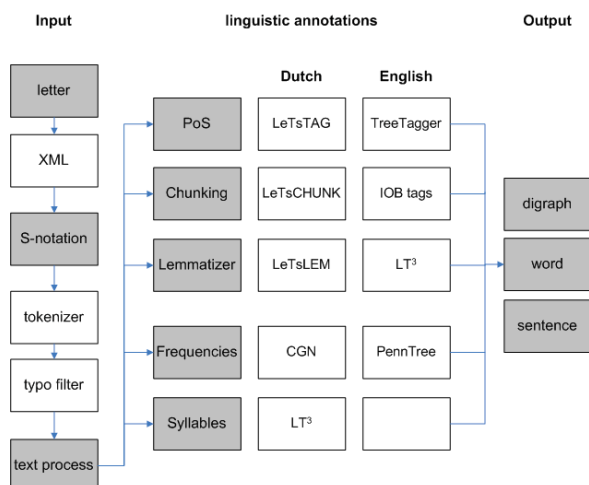 Input
linguistic annotations
Output
Dutch
English
letter
XML
S-notation
tokenizer
typo filter
text process
PoS
LeTsTAG
TreeTagger
Chunking
LeTsCHUNK
IOB tags
Lemmatizer
LeTsLEM
LT³
Frequencies
CGN
PennTree
Syllables
LT³
digraph
word
sentence